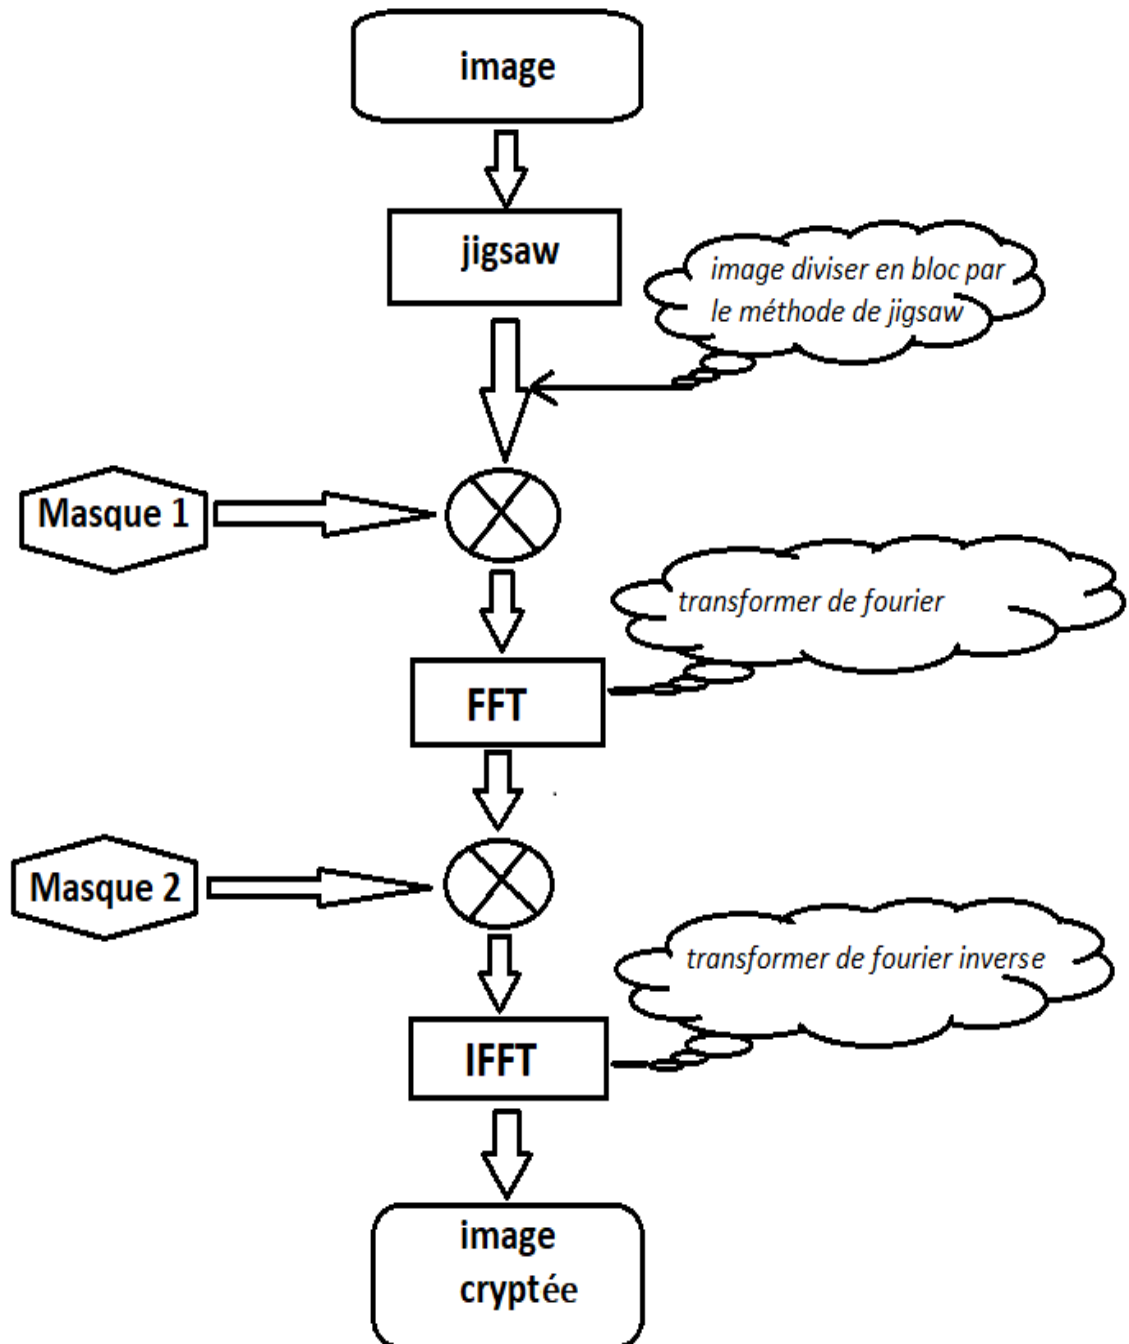 image
jigsaw
image diviser en bloc par
le méthode de jigsaw
Masque 1
transformer de fourier
FFT
Masque 2
transformer de fourier inverse
IFFT
image
cryptée